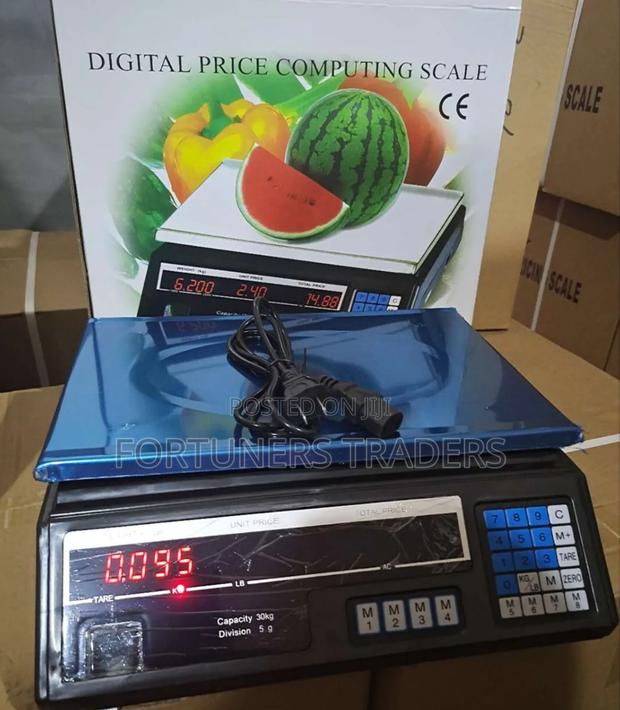 DIGITAL PRICE COMPUTING SCALE
CE
SCALE
SCALE
WEIGHT (kg) UNIT PRICE TOTAL PRICE
6.200 2.40 14.88
C
POSTED ON JIJI
FORTUNERS TRADERS
UNIT PRICE TOTAL PRICE
0.095
TARE LB AC
Capacity 30kg
Division 5 g
M1 M2 M3 M4
7 8 9 C
4 5 6 M+
1 2 3 TARE
0 KG/LB M ZERO
M5 M6 M7 M8